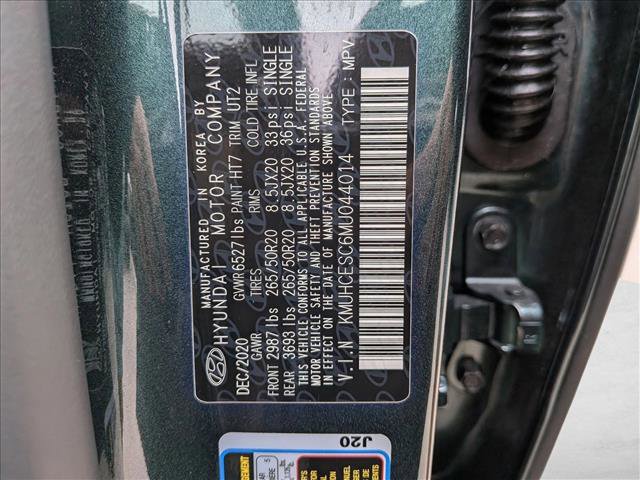 MANUFACTURED IN KOREA BY
HYUNDAI MOTOR COMPANY
DEC/2020 GVWR 6527 lbs PAINT HT7 TRIM UT2
GAWR TIRES RIMS COLD TIRE INFL
FRONT 2987 lbs 265/50R20 8.5JX20 33psi SINGLE
REAR 3693 lbs 265/50R20 8.5JX20 36psi SINGLE
THIS VEHICLE CONFORMS TO ALL APPLICABLE U.S.A. FEDERAL
MOTOR VEHICLE SAFETY AND THEFT PREVENTION STANDARDS
IN EFFECT ON THE DATE OF MANUFACTURE SHOWN ABOVE.
V.I.N: KMUHCESC6MU044014 TYPE: MPV
J20